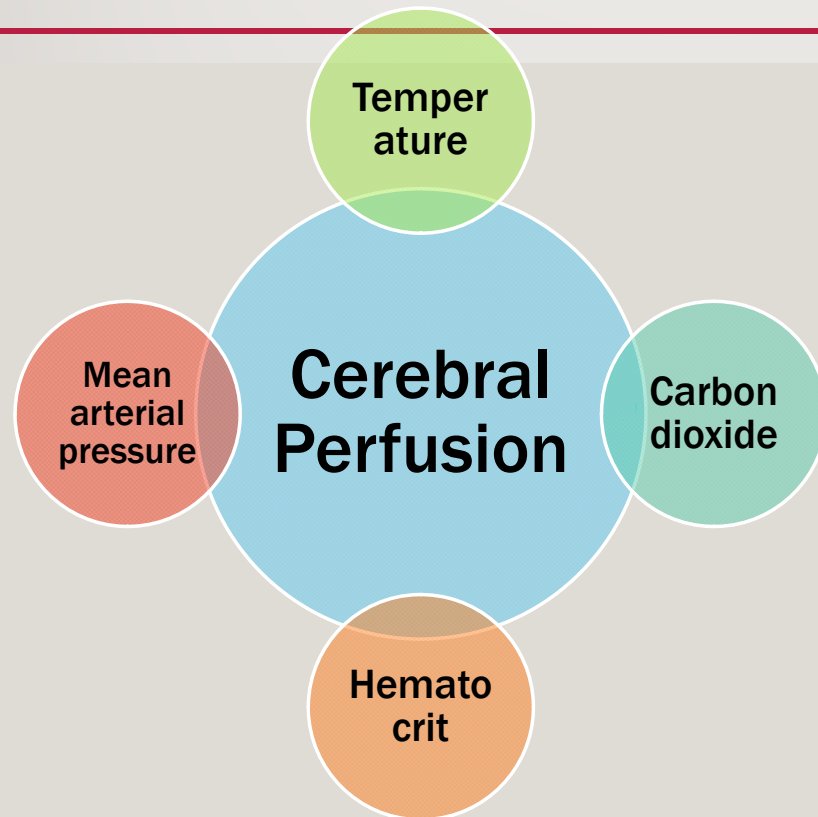 Temper
ature
Mean
arterial
pressure
Cerebral
Perfusion
Carbon
dioxide
Hemato
crit